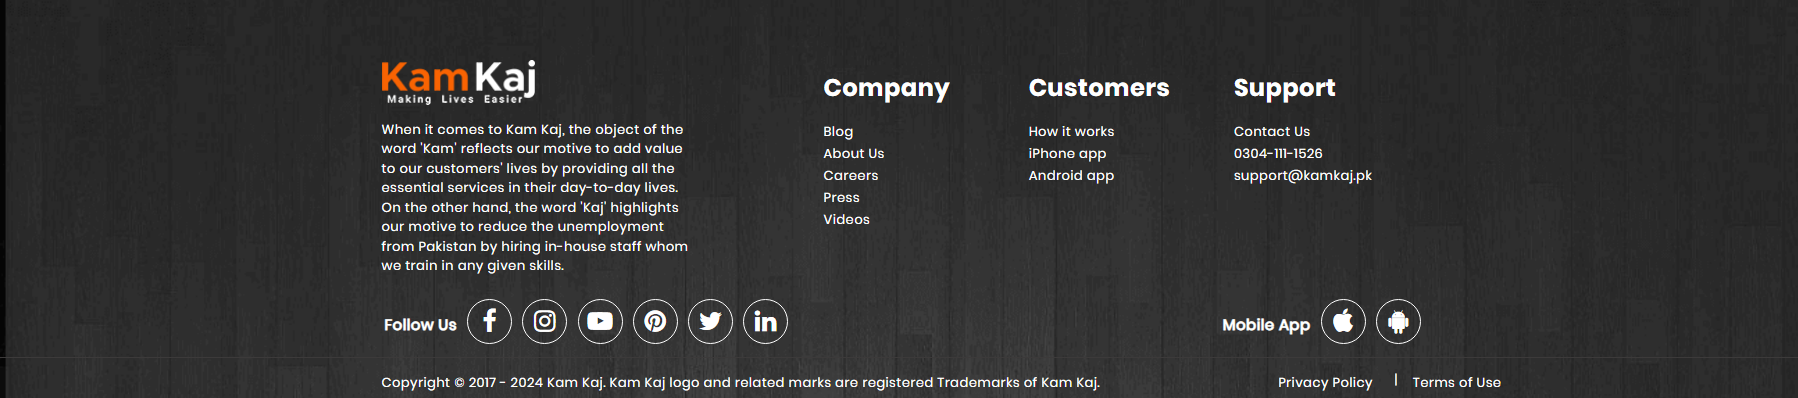 Kam Kaj
Making Lives Easier
When it comes to Kam Kaj, the object of the
word 'Kam' reflects our motive to add value
to our customers' lives by providing all the
essential services in their day-to-day lives.
On the other hand, the word 'Kaj' highlights
our motive to reduce the unemployment
from Pakistan by hiring in-house staff whom
we train in any given skills.
Company
Blog
About Us
Careers
Press
Videos
Customers
How it works
iPhone app
Android app
Support
Contact Us
0304-111-1526
support@kamkaj.pk
Follow Us
Mobile App
Copyright © 2017 - 2024 Kam Kaj. Kam Kaj logo and related marks are registered Trademarks of Kam Kaj.
Privacy Policy | Terms of Use